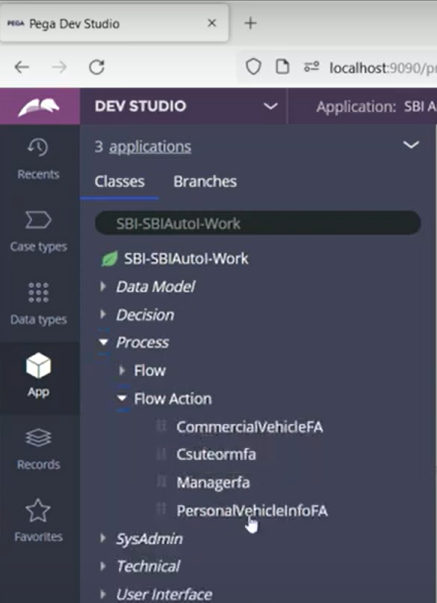 PEGA Pega Dev Studio
localhost:9090/pr
DEV STUDIO
Application: SBI A
Recents
Case types
Data types
App
Records
Favorites
3 applications
Classes Branches
SBI-SBIAutoI-Work
SBI-SBIAutoI-Work
Data Model
Decision
Process
Flow
Flow Action
CommercialVehicleFA
Csuteormfa
Managerfa
PersonalVehicleInfoFA
SysAdmin
Technical
User Interface